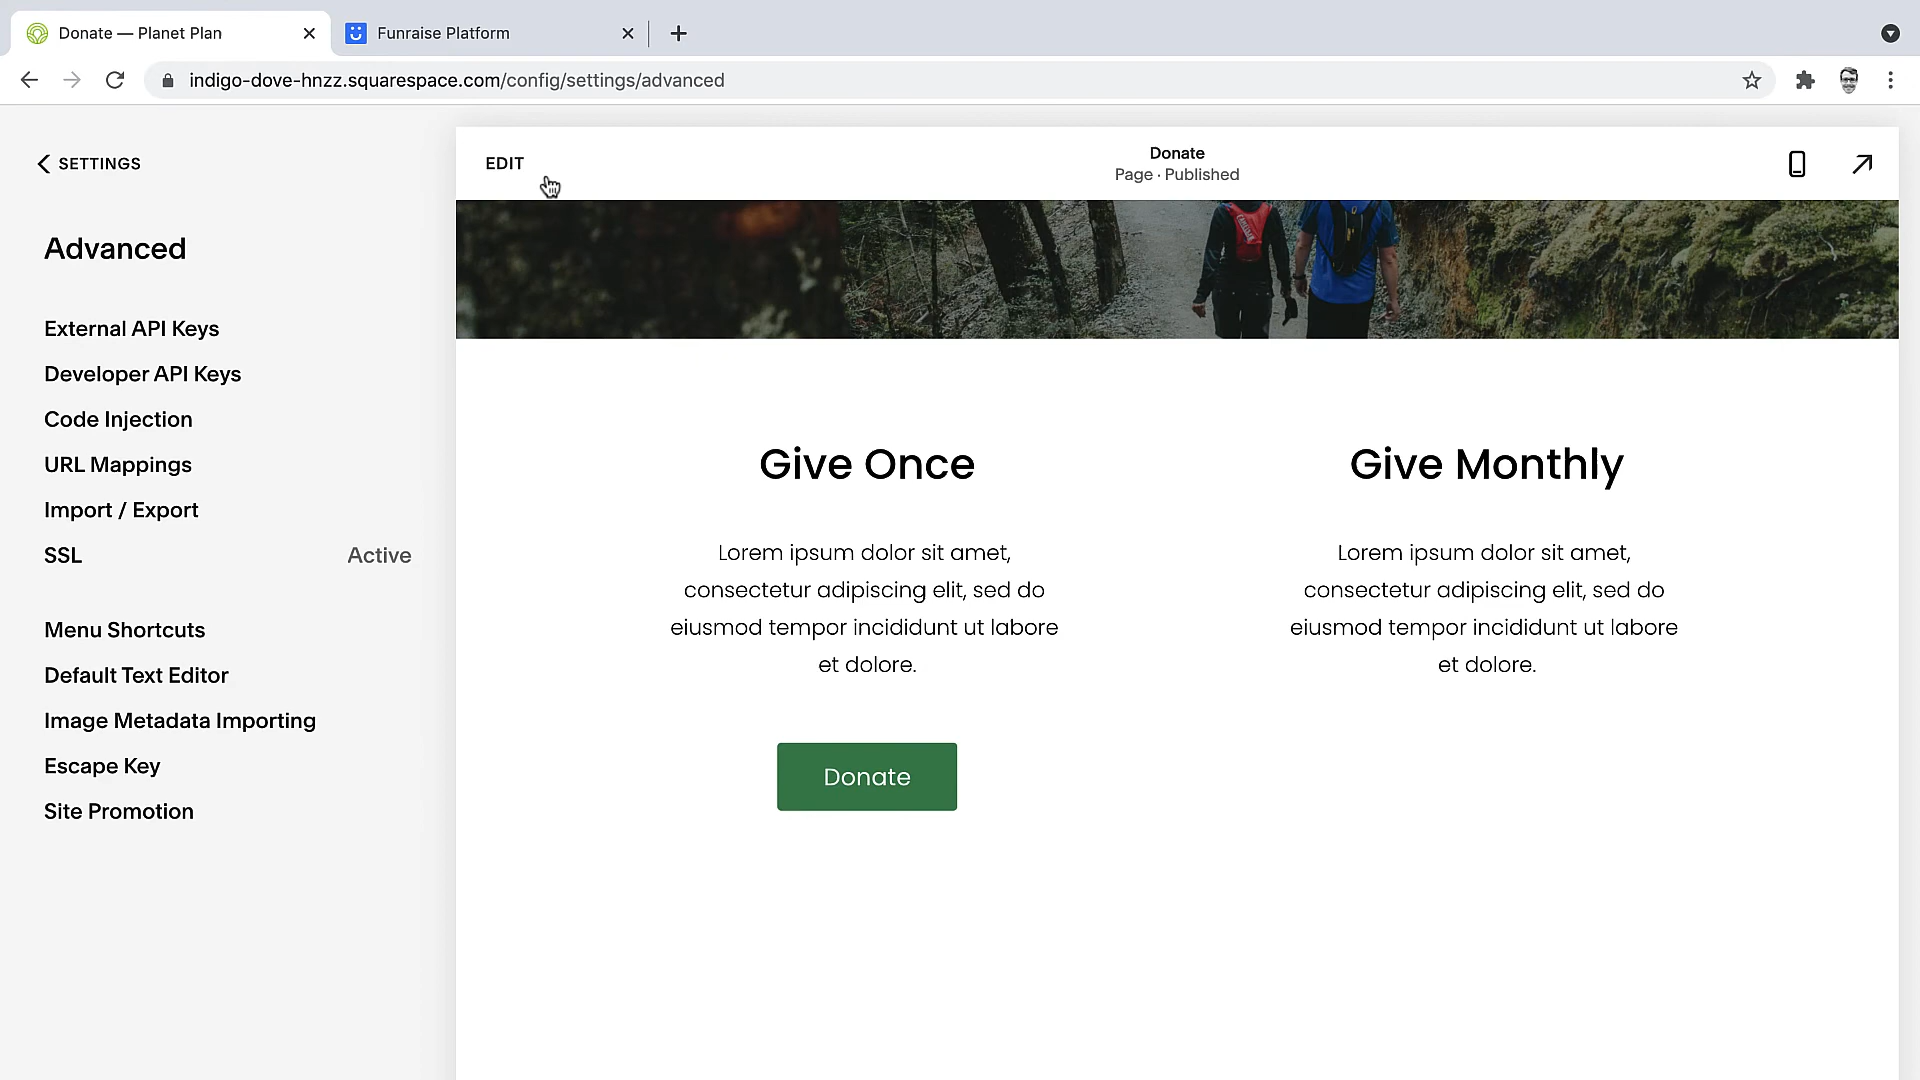 Donate — Planet Plan
Funraise Platform
indigo-dove-hnzz.squarespace.com/config/settings/advanced
SETTINGS
Advanced
External API Keys
Developer API Keys
Code Injection
URL Mappings
Import / Export
SSL Active
Menu Shortcuts
Default Text Editor
Image Metadata Importing
Escape Key
Site Promotion
EDIT
Donate
Page · Published
Give Once
Lorem ipsum dolor sit amet,
consectetur adipiscing elit, sed do
eiusmod tempor incididunt ut labore
et dolore.
Donate
Give Monthly
Lorem ipsum dolor sit amet,
consectetur adipiscing elit, sed do
eiusmod tempor incididunt ut labore
et dolore.